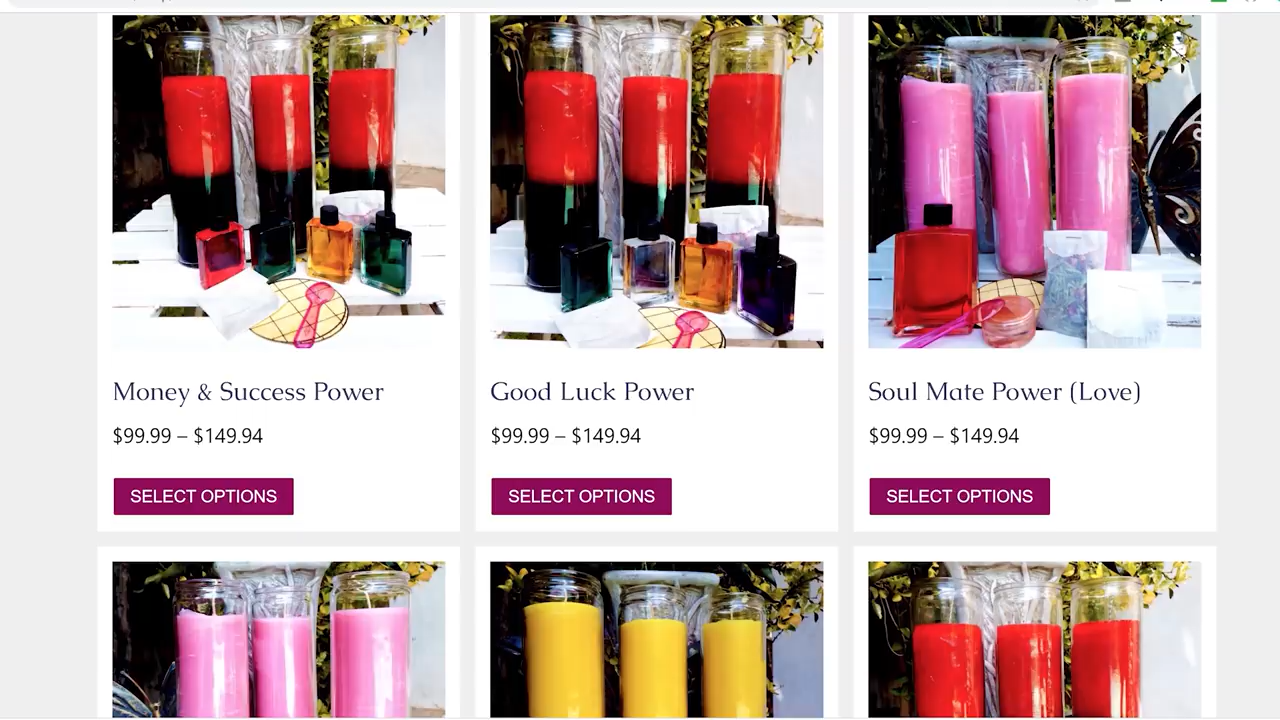 Money & Success Power
$99.99 – $149.94
SELECT OPTIONS
Good Luck Power
$99.99 – $149.94
SELECT OPTIONS
Soul Mate Power (Love)
$99.99 – $149.94
SELECT OPTIONS